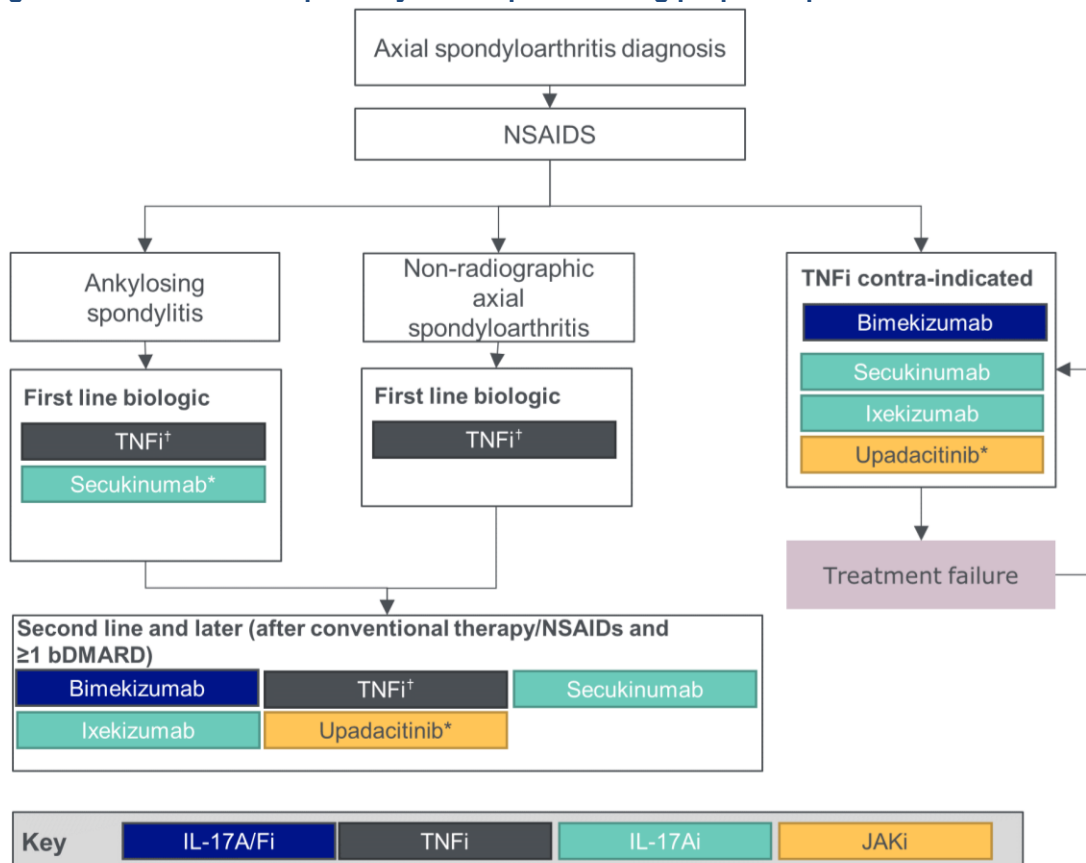 Axial spondyloarthritis diagnosis
NSAIDS
Ankylosing
spondylitis
Non-radiographic
axial
spondyloarthritis
TNFi contra-indicated
Bimekizumab
Secukinumab
Ixekizumab
Upadacitinib*
First line biologic
TNFi†
Secukinumab*
First line biologic
TNFi†
Treatment failure
Second line and later (after conventional therapy/NSAIDs and
≥1 bDMARD)
Bimekizumab
TNFi†
Secukinumab
Ixekizumab
Upadacitinib*
Key
IL-17A/Fi
TNFi
IL-17Ai
JAKi